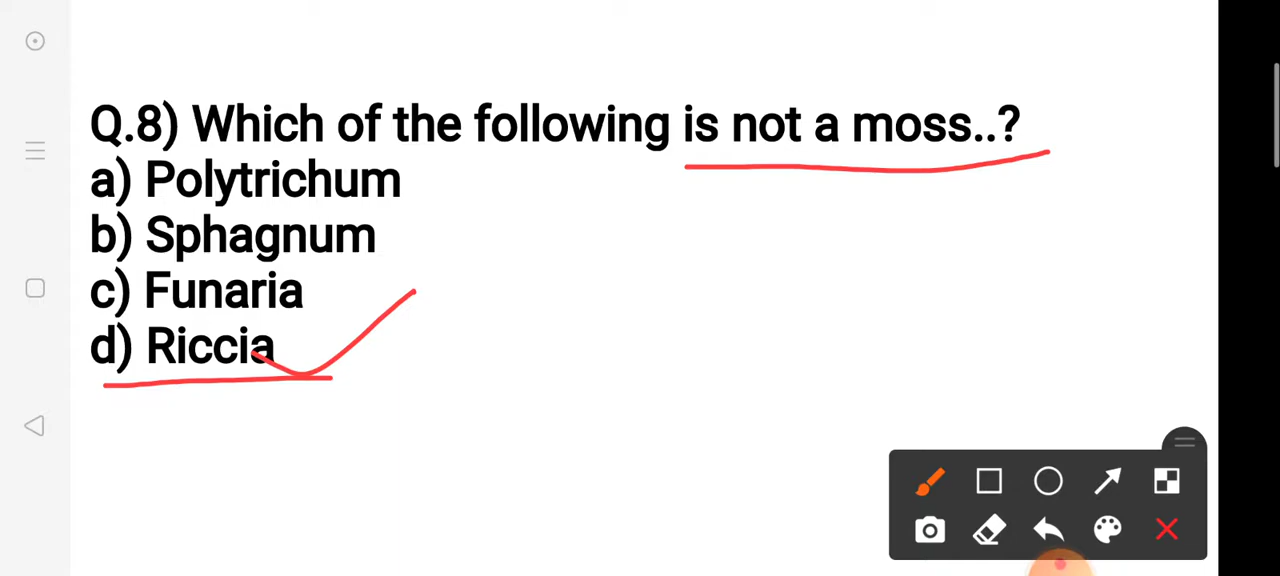 Q.8) Which of the following is not a moss..?
a) Polytrichum
b) Sphagnum
c) Funaria
d) Riccia